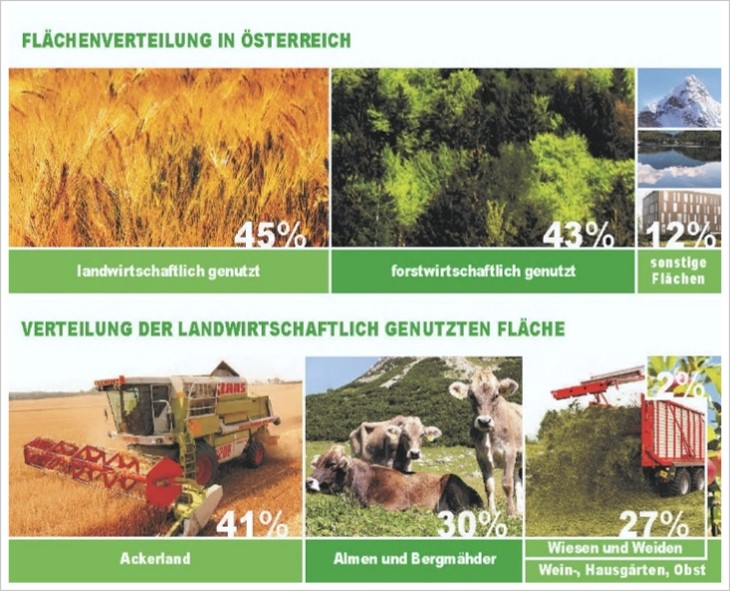 FLÄCHENVERTEILUNG IN ÖSTERREICH
45%
43%
12%
landwirtschaftlich genutzt
forstwirtschaftlich genutzt
sonstige
Flächen
VERTEILUNG DER LANDWIRTSCHAFTLICH GENUTZTEN FLÄCHE
CLAAS
2%
41%
30%
27%
Ackerland
Almen und Bergmähder
Wiesen und Weiden
Wein-, Hausgärten, Obst